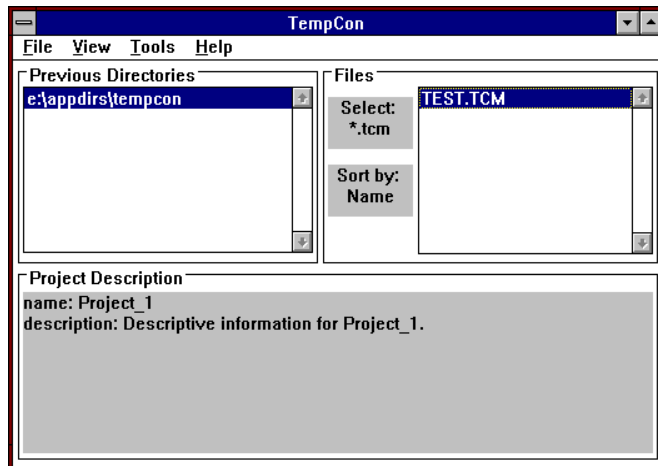 TempCon
File View Tools Help
Previous Directories
e:\appdirs\tempcon
Files
Select:
*.tcm
Sort by:
Name
TEST.TCM
Project Description
name: Project_1
description: Descriptive information for Project_1.